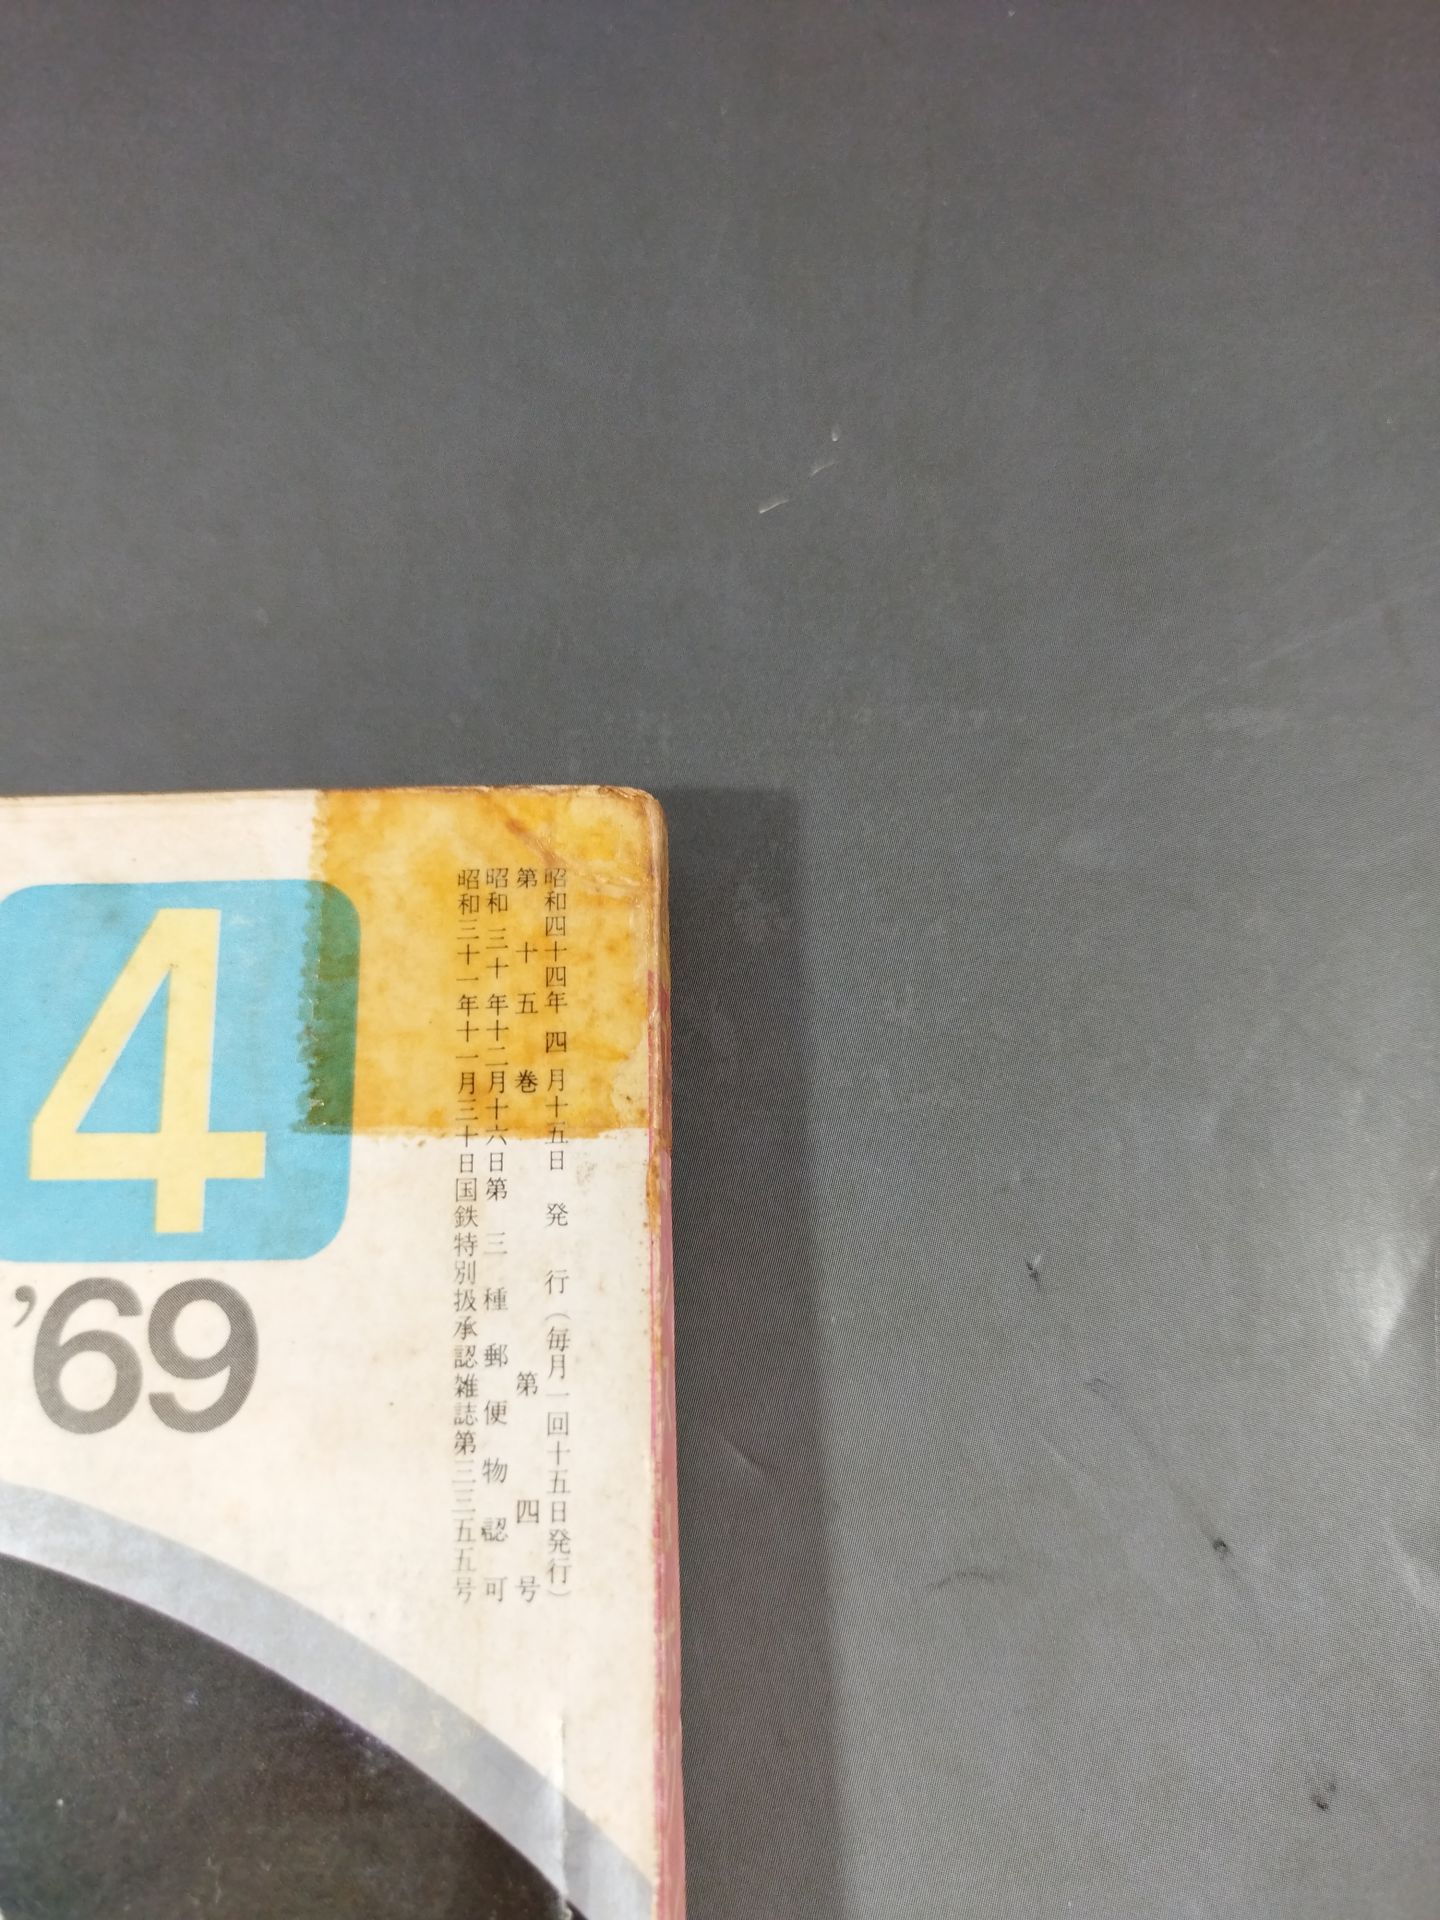 昭和四十四年四月十五日発行(毎月一回十五日発行)
第十五巻第四号
昭和三十年十二月十六日第三種郵便物認可
昭和三十一年十一月三十日国鉄特別扱承認雑誌第三三五五号
4
'69